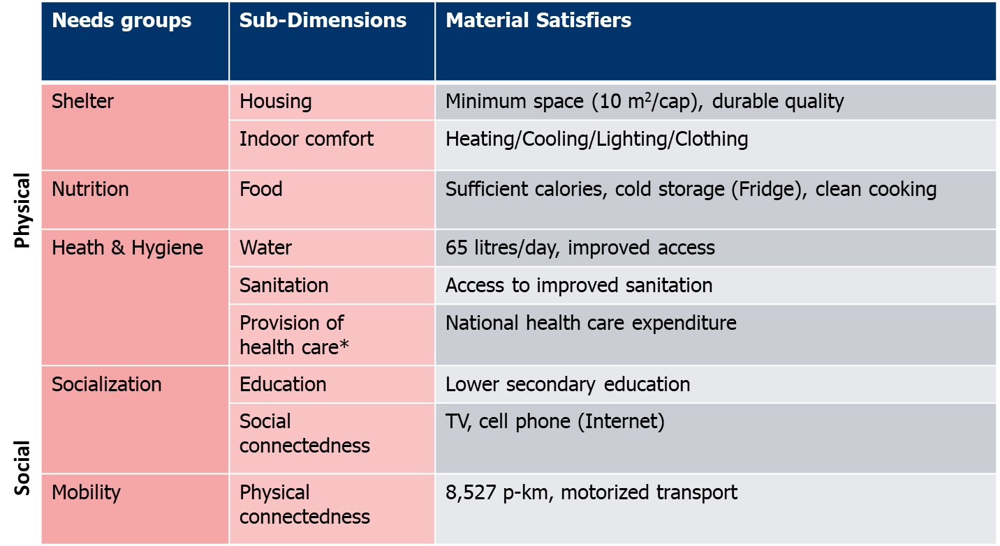 Needs groups Sub-Dimensions Material Satisfiers
Physical
Shelter Housing Minimum space (10 m²/cap), durable quality
Indoor comfort Heating/Cooling/Lighting/Clothing
Nutrition Food Sufficient calories, cold storage (Fridge), clean cooking
Heath & Hygiene Water 65 litres/day, improved access
Sanitation Access to improved sanitation
Provision of National health care expenditure
health care*
Social
Socialization Education Lower secondary education
Social TV, cell phone (Internet)
connectedness
Mobility Physical 8,527 p-km, motorized transport
connectedness